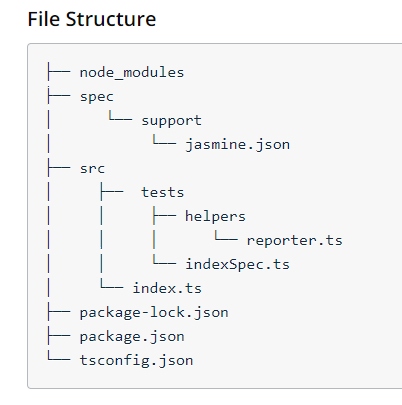 File Structure
├── node_modules
├── spec
│      └── support
│           └── jasmine.json
├── src
│     ├──  tests
│     │     ├── helpers
│     │     │      └── reporter.ts
│     │     └── indexSpec.ts
│     └── index.ts
├── package-lock.json
├── package.json
└── tsconfig.json